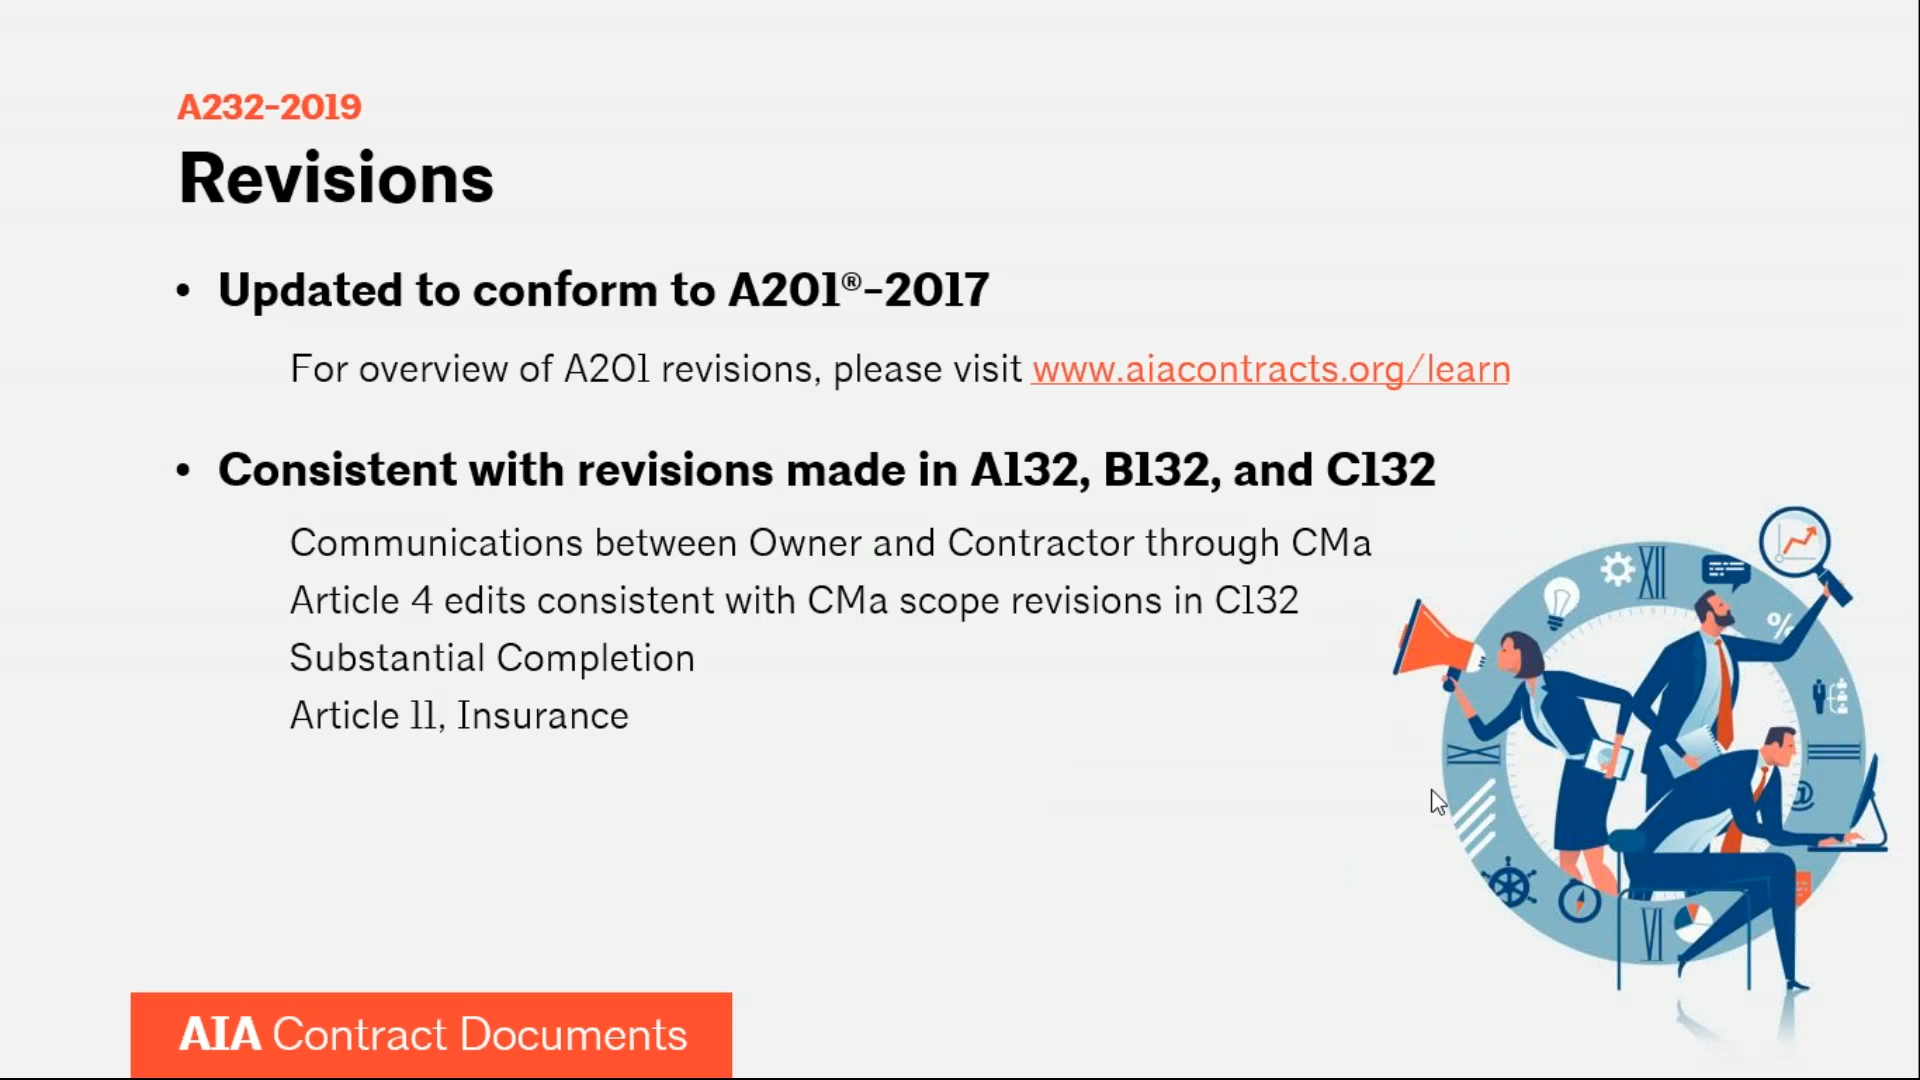 A232-2019
Revisions
• Updated to conform to A201®-2017
For overview of A201 revisions, please visit www.aiacontracts.org/learn
• Consistent with revisions made in A132, B132, and C132
Communications between Owner and Contractor through CMa
Article 4 edits consistent with CMa scope revisions in C132
Substantial Completion
Article 11, Insurance
XII
%
@
VI
AIA Contract Documents